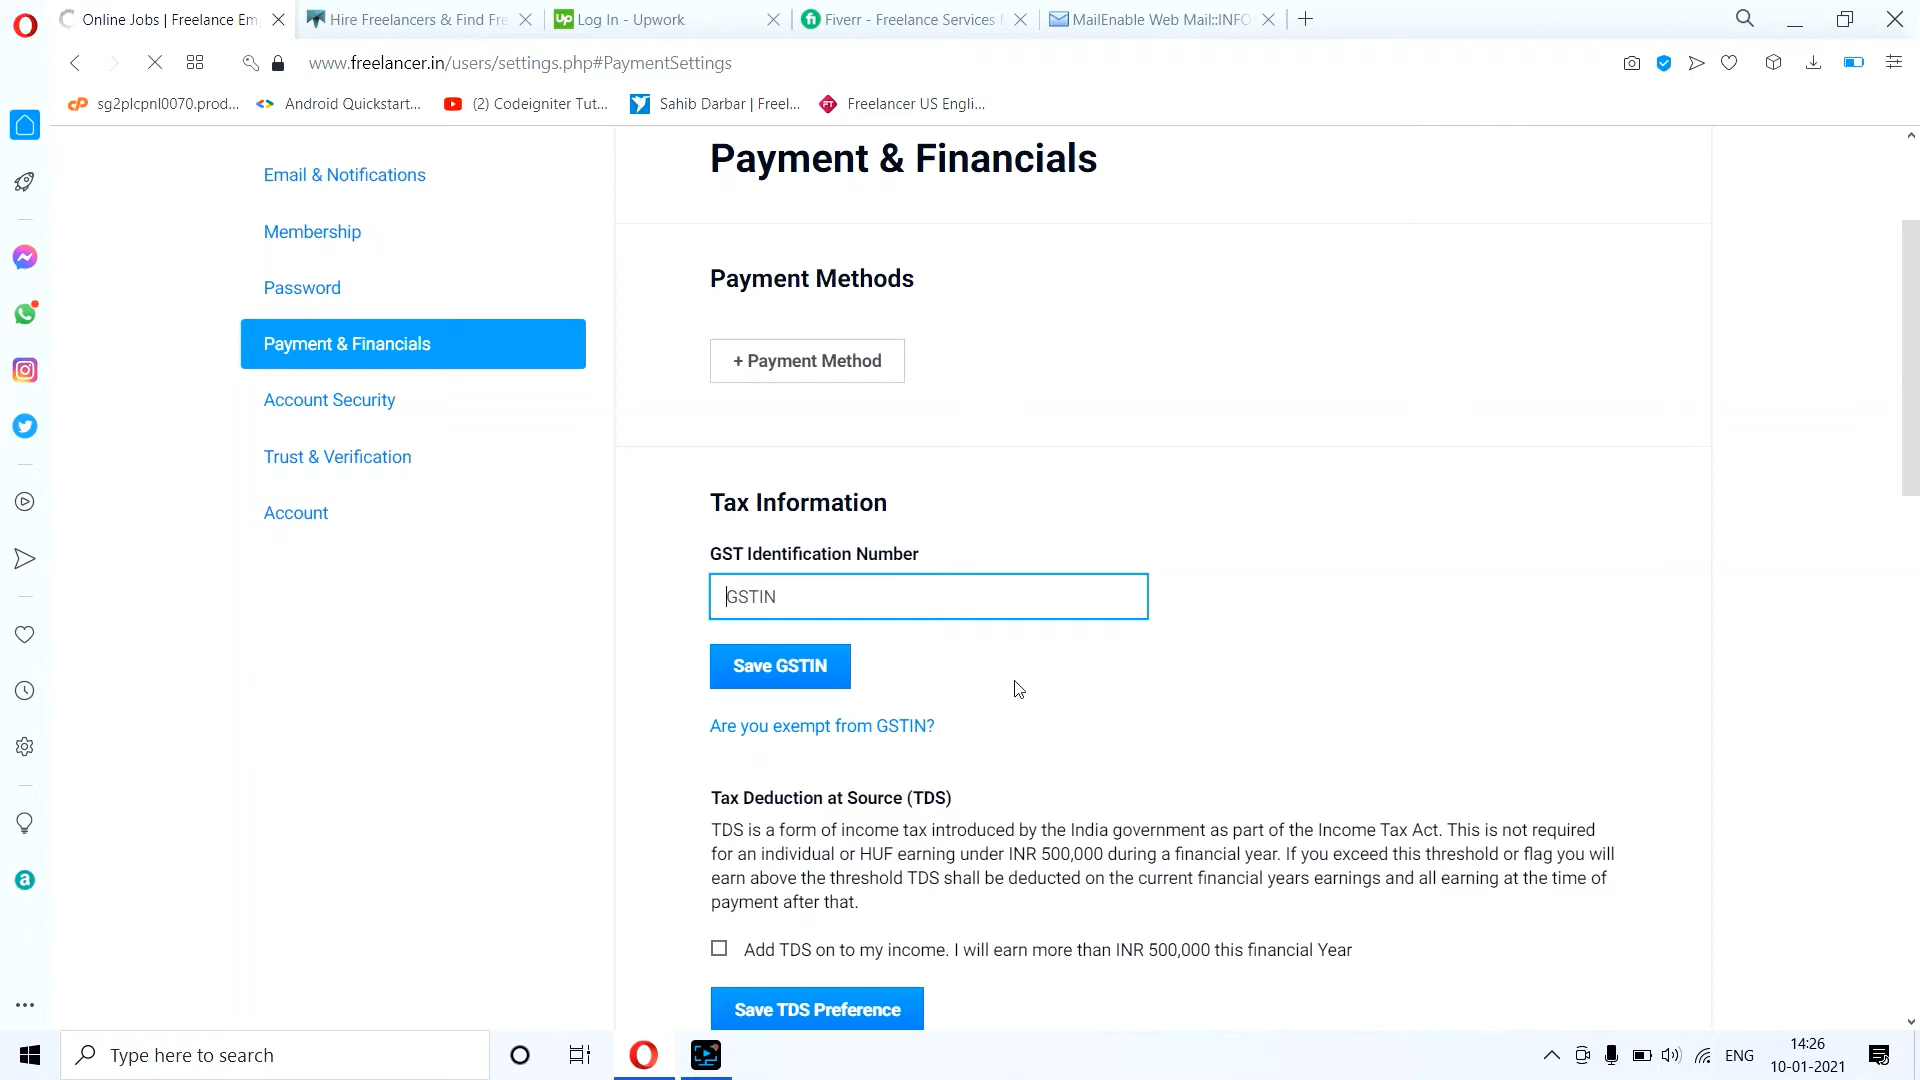 Online Jobs | Freelance Em
Hire Freelancers & Find Fre
Up Log In - Upwork
fi Fiverr - Freelance Services
MailEnable Web Mail::INFO
www.freelancer.in/users/settings.php#PaymentSettings
cP sg2plcpnl0070.prod...
Android Quickstart...
(2) Codeigniter Tut...
Sahib Darbar | Freel...
FT Freelancer US Engli...
Email & Notifications
Membership
Password
Payment & Financials
Account Security
Trust & Verification
Account
Payment & Financials
Payment Methods
+ Payment Method
Tax Information
GST Identification Number
GSTIN
Save GSTIN
Are you exempt from GSTIN?
Tax Deduction at Source (TDS)
TDS is a form of income tax introduced by the India government as part of the Income Tax Act. This is not required
for an individual or HUF earning under INR 500,000 during a financial year. If you exceed this threshold or flag you will
earn above the threshold TDS shall be deducted on the current financial years earnings and all earning at the time of
payment after that.
Add TDS on to my income. I will earn more than INR 500,000 this financial Year
Save TDS Preference
a
Type here to search
ENG
14:26
10-01-2021